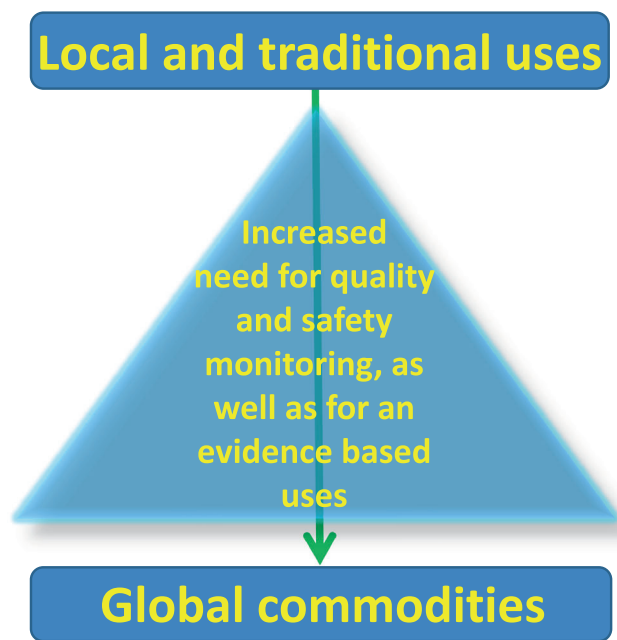 Local and traditional uses
Increased
need for quality
and safety
monitoring, as
well as for an
evidence based
uses
Global commodities